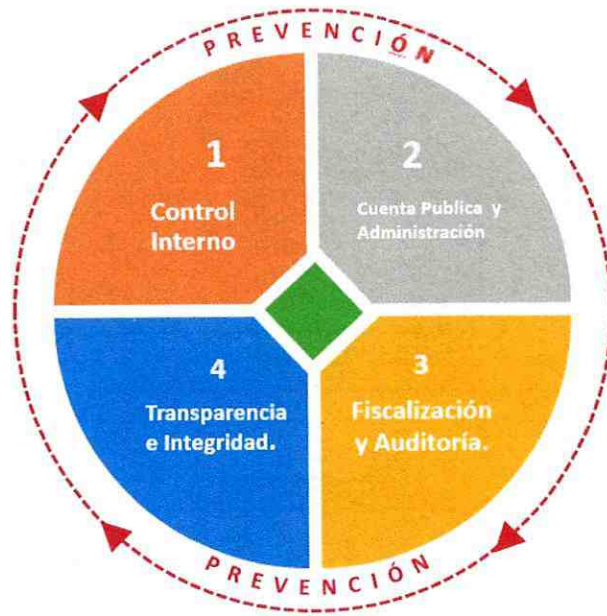 PREVENCIÓN
1
Control
Interno
2
Cuenta Publica y
Administración
4
Transparencia
e Integridad.
3
Fiscalización
y Auditoría.
PREVENCIÓN